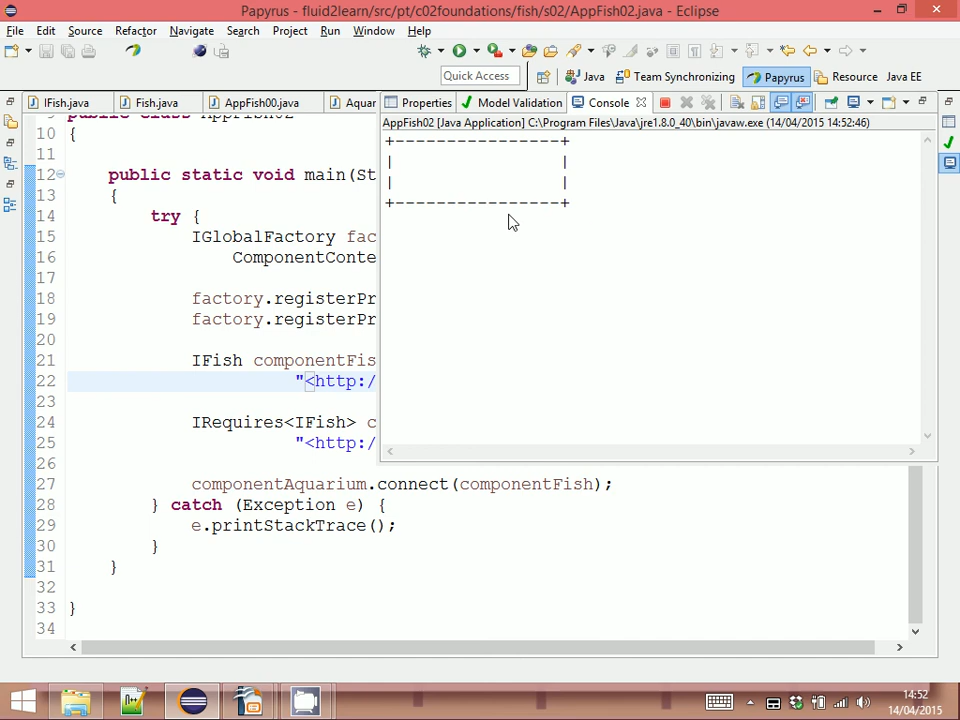 Papyrus - fluid2learn/src/pt/c02foundations/fish/s02/AppFish02.java - Eclipse
File Edit Source Refactor Navigate Search Project Run Window Help
Quick Access Java Team Synchronizing Papyrus Resource Java EE
IFish.java Fish.java AppFish00.java Aquar Properties Model Validation Console
AppFish02 [Java Application] C:\Program Files\Java\jre1.8.0_40\bin\javaw.exe (14/04/2015 14:52:46)
+----------------+
| |
| |
+----------------+
9 public class AppFish02
10 {
11
12 public static void main(St
13 {
14 try {
15 IGlobalFactory fac
16 ComponentConte
17
18 factory.registerPr
19 factory.registerPr
20
21 IFish componentFis
22 "<http:/
23
24 IRequires<IFish> c
25 "<http:/
26
27 componentAquarium.connect(componentFish);
28 } catch (Exception e) {
29 e.printStackTrace();
30 }
31 }
32
33 }
34
14:52
14/04/2015